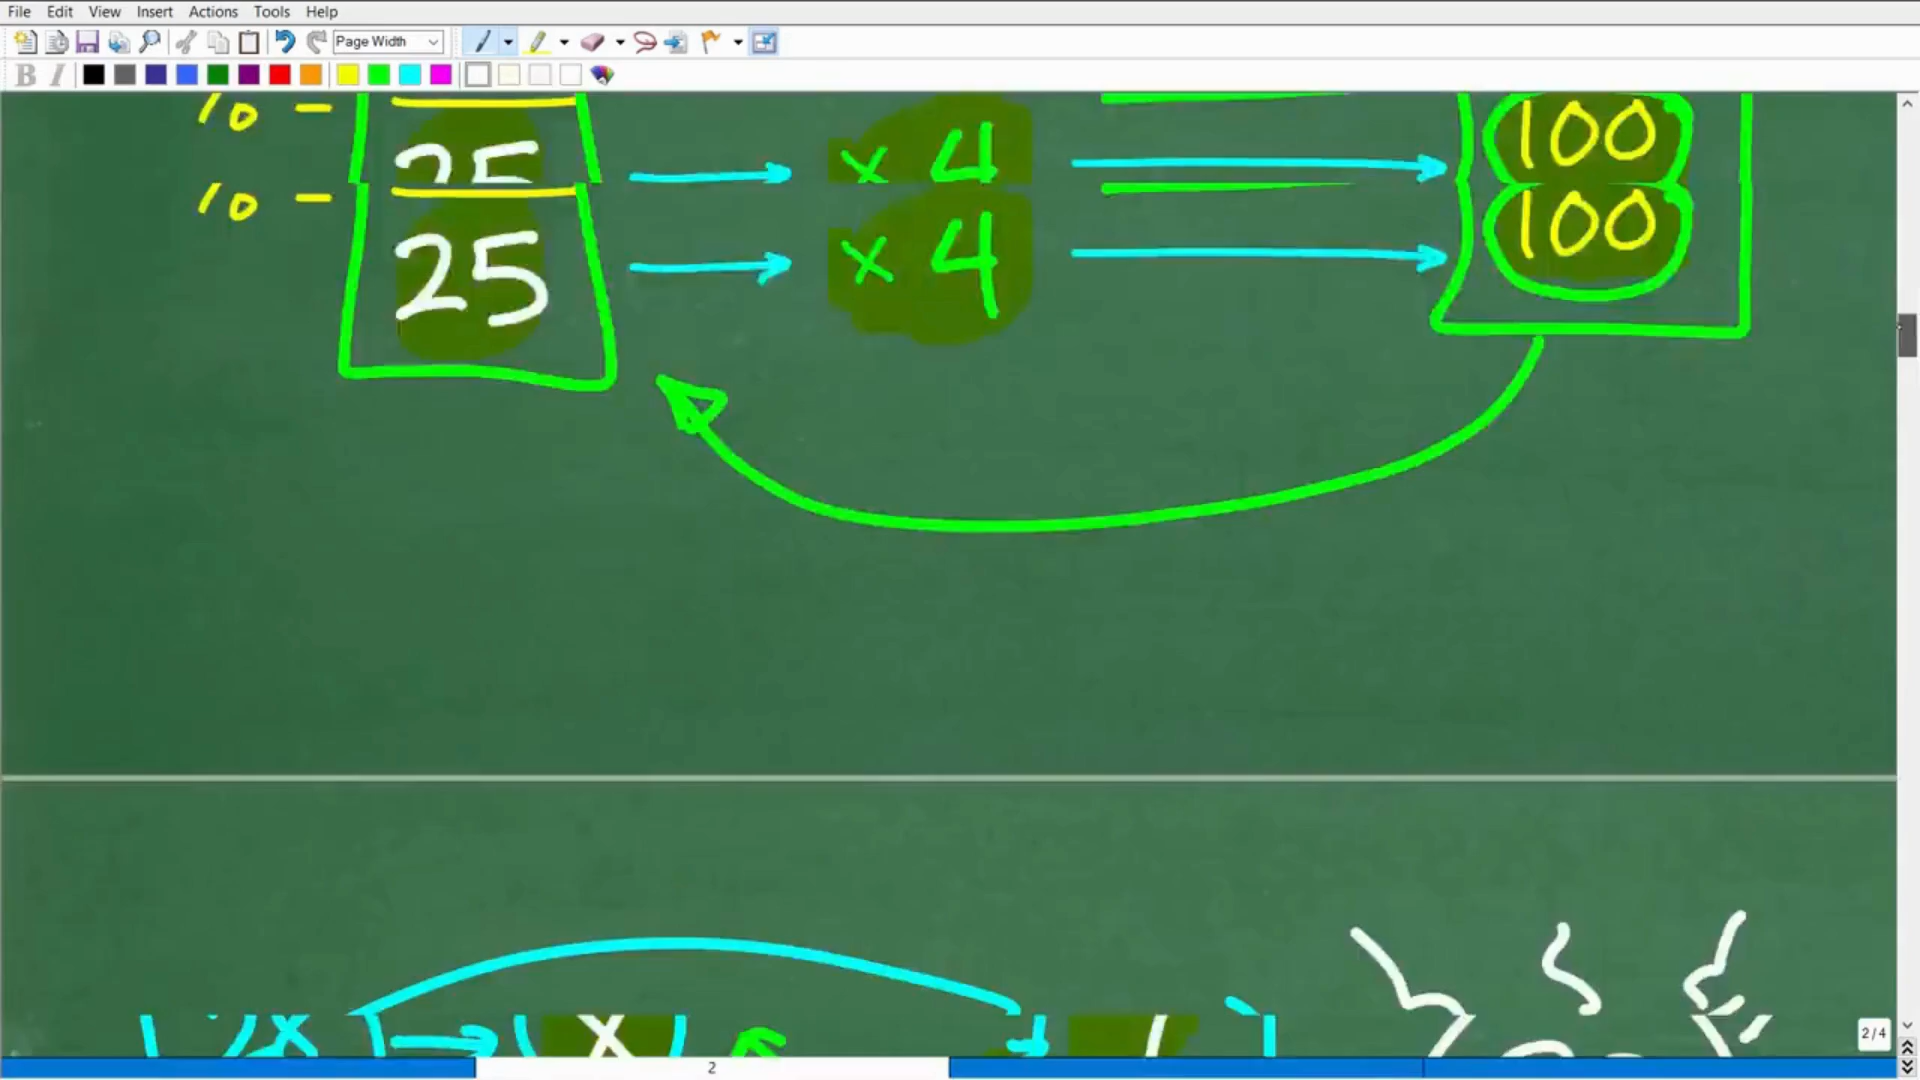 File Edit View Insert Actions Tools Help
Page Width
B I
10 -
25 → x 4 → 100
10 -
25 → x 4 → 100
x
2/4
2